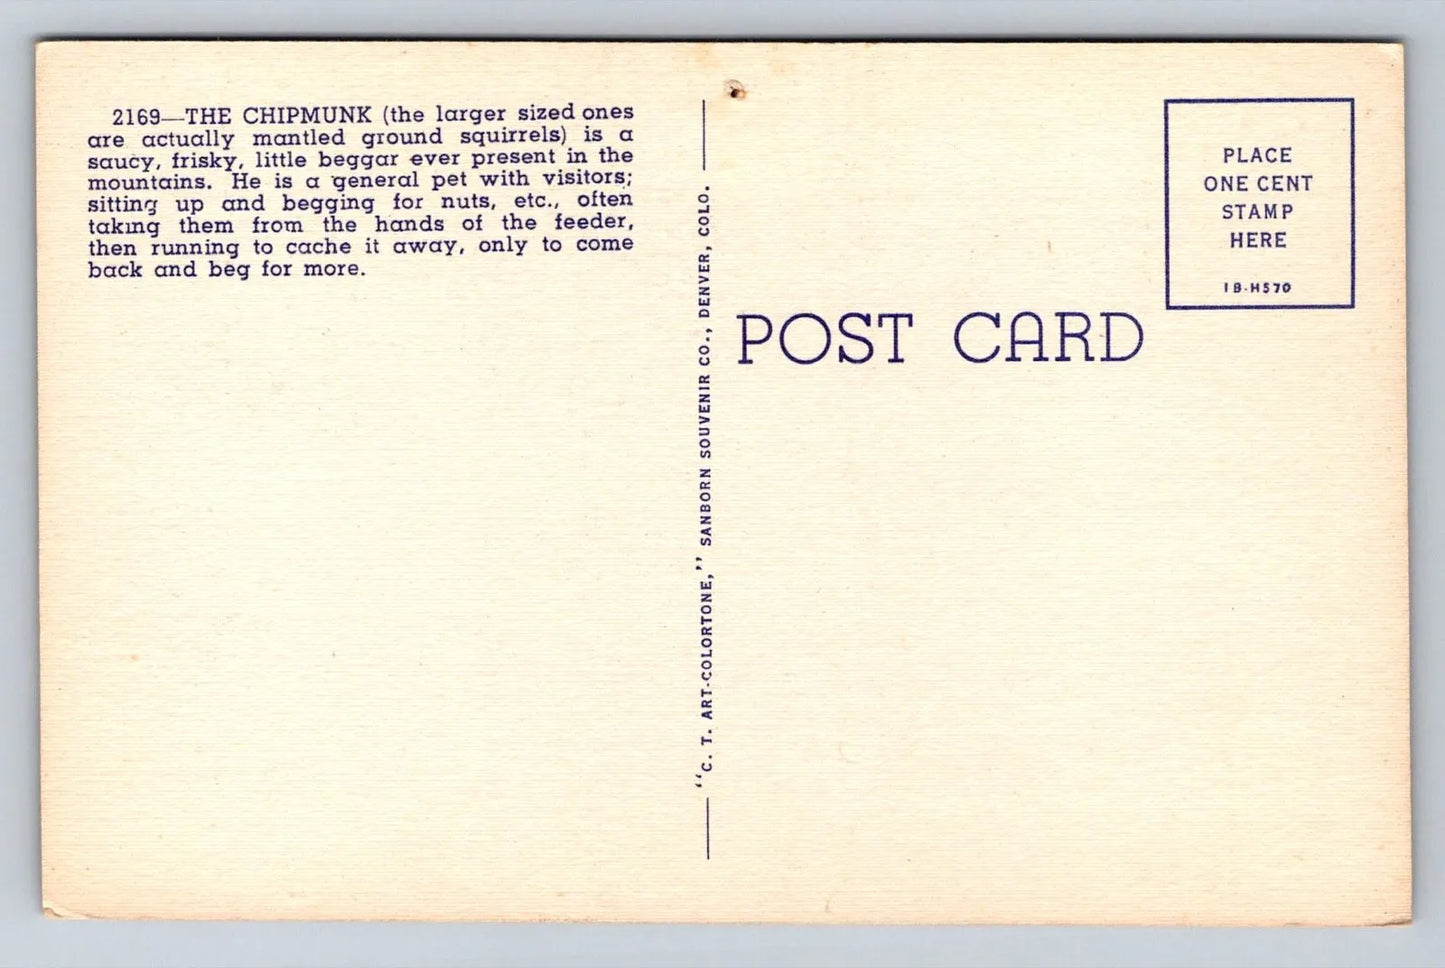 2169—THE CHIPMUNK (the larger sized ones
are actually mantled ground squirrels) is a
saucy, frisky, little beggar ever present in the
mountains. He is a general pet with visitors;
sitting up and begging for nuts, etc., often
taking them from the hands of the feeder,
then running to cache it away, only to come
back and beg for more.
"C. T. ART-COLORTONE," SANBORN SOUVENIR CO., DENVER, COLO.
POST CARD
PLACE
ONE CENT
STAMP
HERE
1B-H570